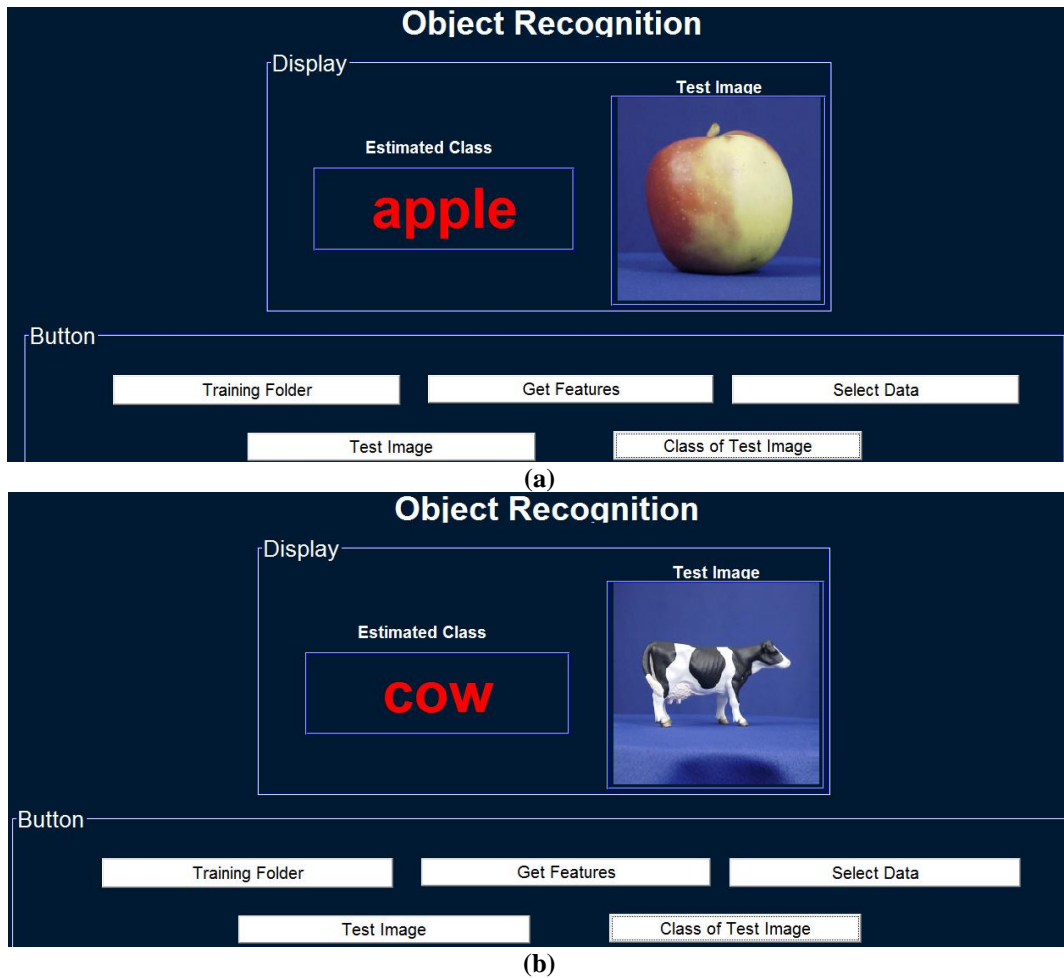 Object Recognition
Display
Test Image
Estimated Class
apple
Button
Training Folder Get Features Select Data
Test Image Class of Test Image
(a)
Object Recognition
Display
Test Image
Estimated Class
cow
Button
Training Folder Get Features Select Data
Test Image Class of Test Image
(b)